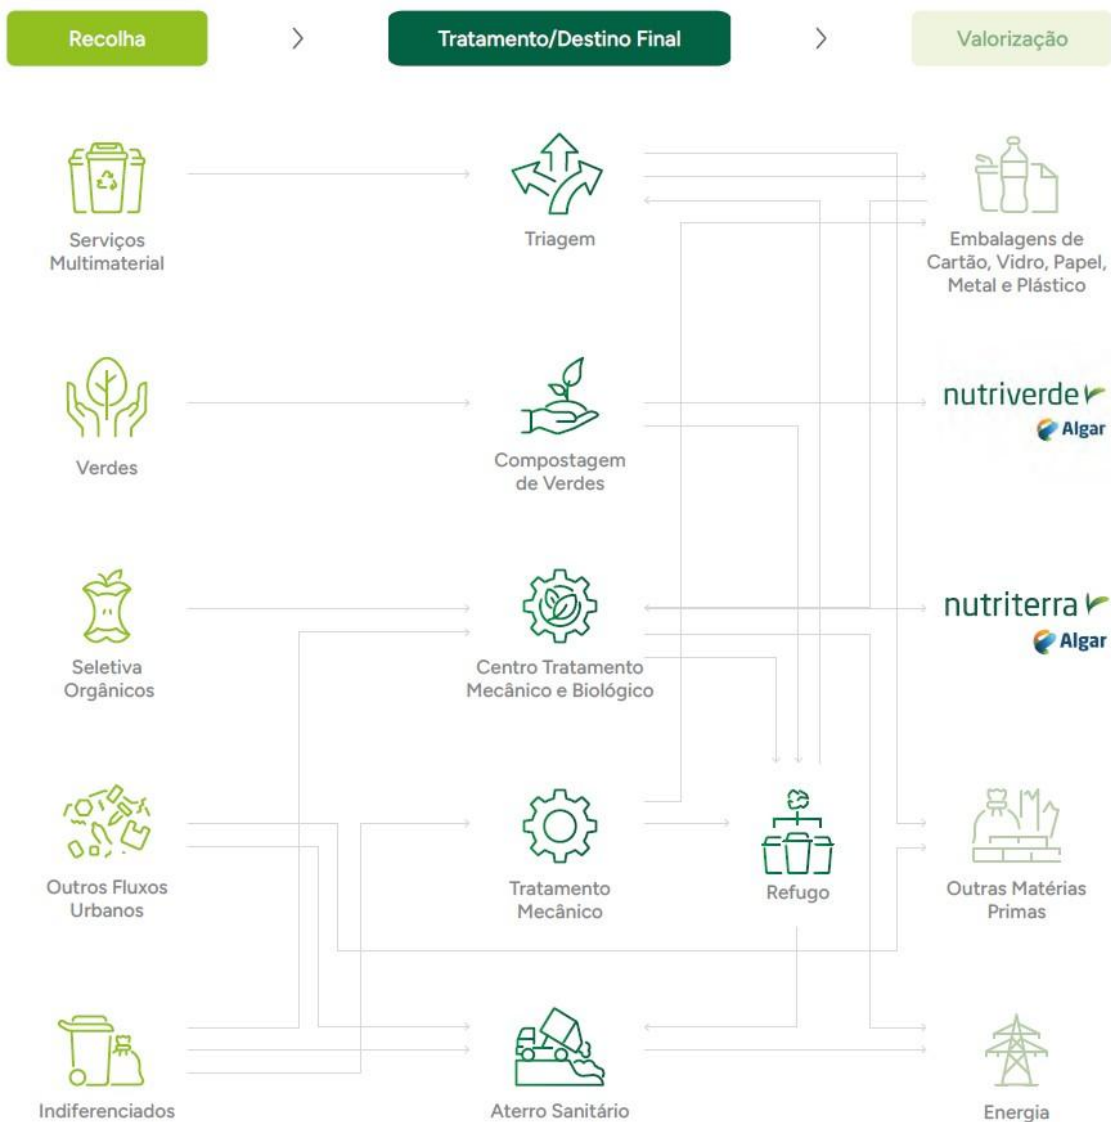 Recolha
Tratamento/Destino Final
Valorização
Serviços
Multimaterial
Triagem
Embalagens de
Cartão, Vidro, Papel,
Metal e Plástico
Verdes
Compostagem
de Verdes
nutriverde
Algar
Seletiva
Orgânicos
Centro Tratamento
Mecânico e Biológico
nutriterra
Algar
Outros Fluxos
Urbanos
Tratamento
Mecânico
Refugo
Outras Matérias
Primas
Indiferenciados
Aterro Sanitário
Energia